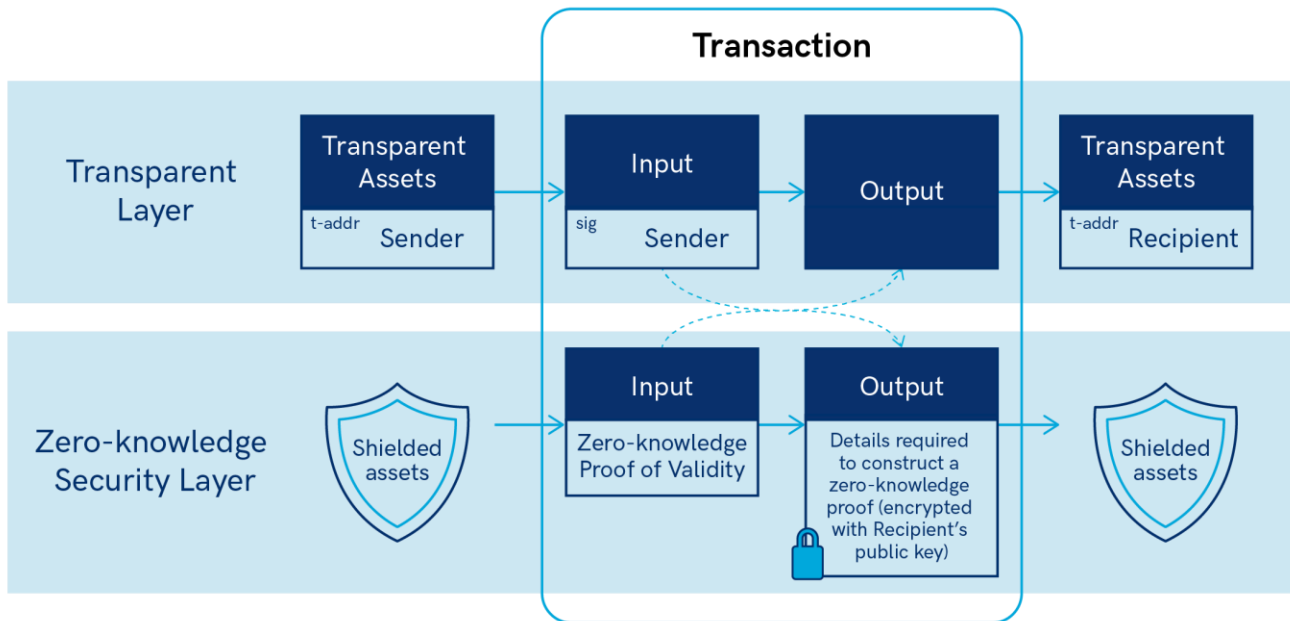 Transaction
Transparent
Layer
Transparent
Assets
t-addr
Sender
Input
sig
Sender
Output
Transparent
Assets
t-addr
Recipient
Zero-knowledge
Security Layer
Shielded
assets
Input
Zero-knowledge
Proof of Validity
Output
Details required
to construct a
zero-knowledge
proof (encrypted
with Recipient's
public key)
Shielded
assets